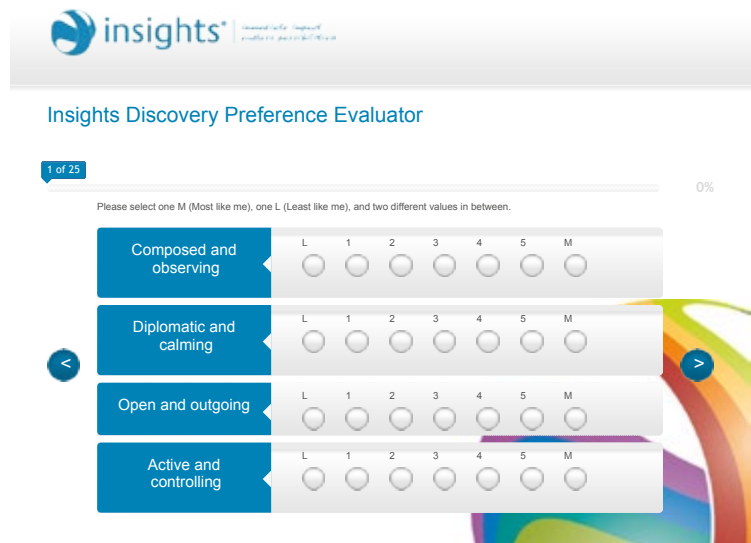 insights
Insights Discovery Preference Evaluator
1 of 25
0%
Please select one M (Most like me), one L (Least like me), and two different values in between.
Composed and
observing
L 1 2 3 4 5 M
Diplomatic and
calming
L 1 2 3 4 5 M
<
>
Open and outgoing
L 1 2 3 4 5 M
Active and
controlling
L 1 2 3 4 5 M